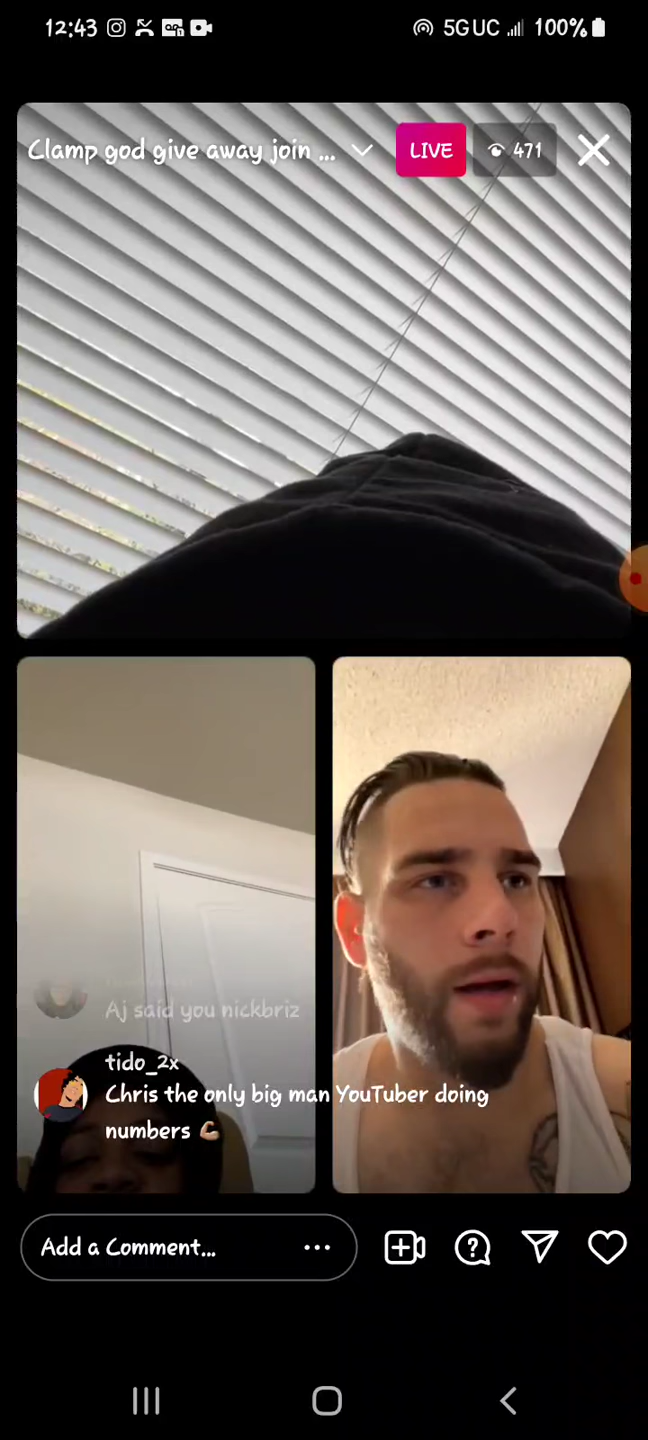 12:43
5G UC
100%
Clamp god give away join ...
LIVE
471
Aj said you nickbriz
tido_2x
Chris the only big man YouTuber doing
numbers 💪🏼
Add a Comment...